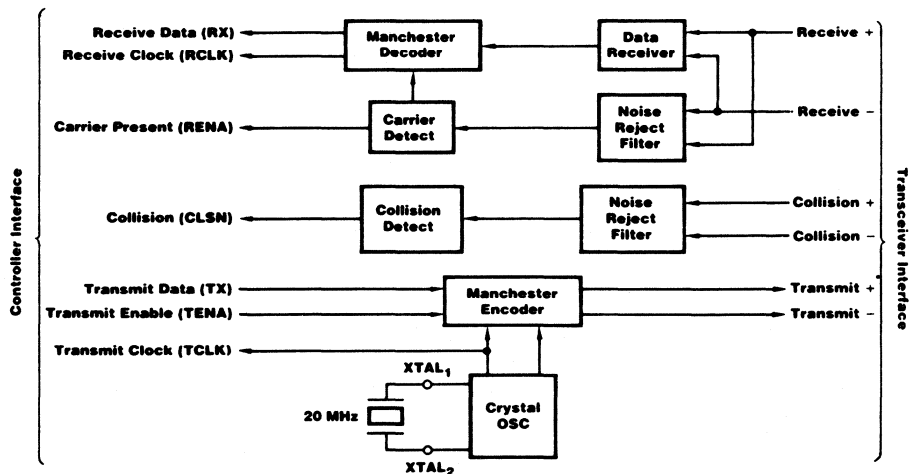 Receive Data (RX)
Receive Clock (RCLK)
Manchester
Decoder
Data
Receiver
Receive +
Carrier Present (RENA)
Carrier
Detect
Noise
Reject
Filter
Receive −
Controller Interface
Transceiver Interface
Collision (CLSN)
Collision
Detect
Noise
Reject
Filter
Collision +
Collision −
Transmit Data (TX)
Transmit Enable (TENA)
Manchester
Encoder
Transmit +
Transmit −
Transmit Clock (TCLK)
XTAL1
20 MHz
Crystal
OSC
XTAL2